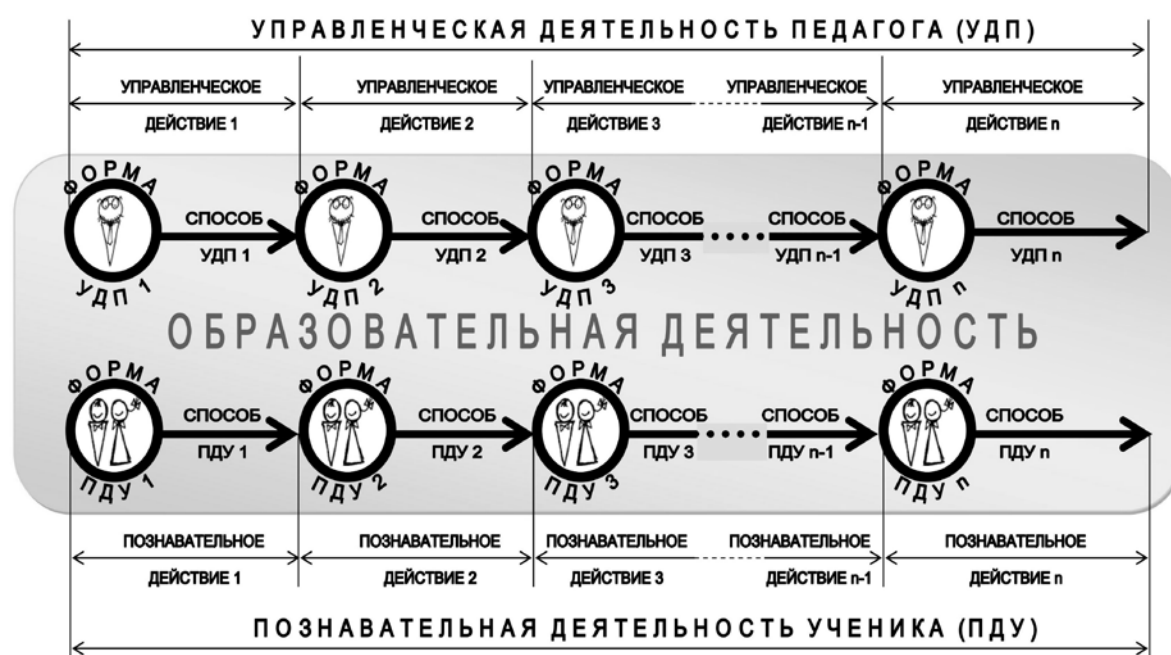 УПРАВЛЕНЧЕСКАЯ ДЕЯТЕЛЬНОСТЬ ПЕДАГОГА (УДП)
УПРАВЛЕНЧЕСКОЕ УПРАВЛЕНЧЕСКОЕ УПРАВЛЕНЧЕСКОЕ УПРАВЛЕНЧЕСКОЕ УПРАВЛЕНЧЕСКОЕ
ДЕЙСТВИЕ 1 ДЕЙСТВИЕ 2 ДЕЙСТВИЕ 3 ДЕЙСТВИЕ n-1 ДЕЙСТВИЕ n
ФОРМА ФОРМА ФОРМА ФОРМА
СПОСОБ СПОСОБ СПОСОБ СПОСОБ СПОСОБ
УДП 1 УДП 2 УДП 3 УДП n-1 УДП n
УДП 1 УДП 2 УДП 3 УДП n
ОБРАЗОВАТЕЛЬНАЯ ДЕЯТЕЛЬНОСТЬ
ФОРМА ФОРМА ФОРМА ФОРМА
СПОСОБ СПОСОБ СПОСОБ СПОСОБ СПОСОБ
ПДУ 1 ПДУ 2 ПДУ 3 ПДУ n-1 ПДУ n
ПДУ 1 ПДУ 2 ПДУ 3 ПДУ n
ПОЗНАВАТЕЛЬНОЕ ПОЗНАВАТЕЛЬНОЕ ПОЗНАВАТЕЛЬНОЕ ПОЗНАВАТЕЛЬНОЕ ПОЗНАВАТЕЛЬНОЕ
ДЕЙСТВИЕ 1 ДЕЙСТВИЕ 2 ДЕЙСТВИЕ 3 ДЕЙСТВИЕ n-1 ДЕЙСТВИЕ n
ПОЗНАВАТЕЛЬНАЯ ДЕЯТЕЛЬНОСТЬ УЧЕНИКА (ПДУ)